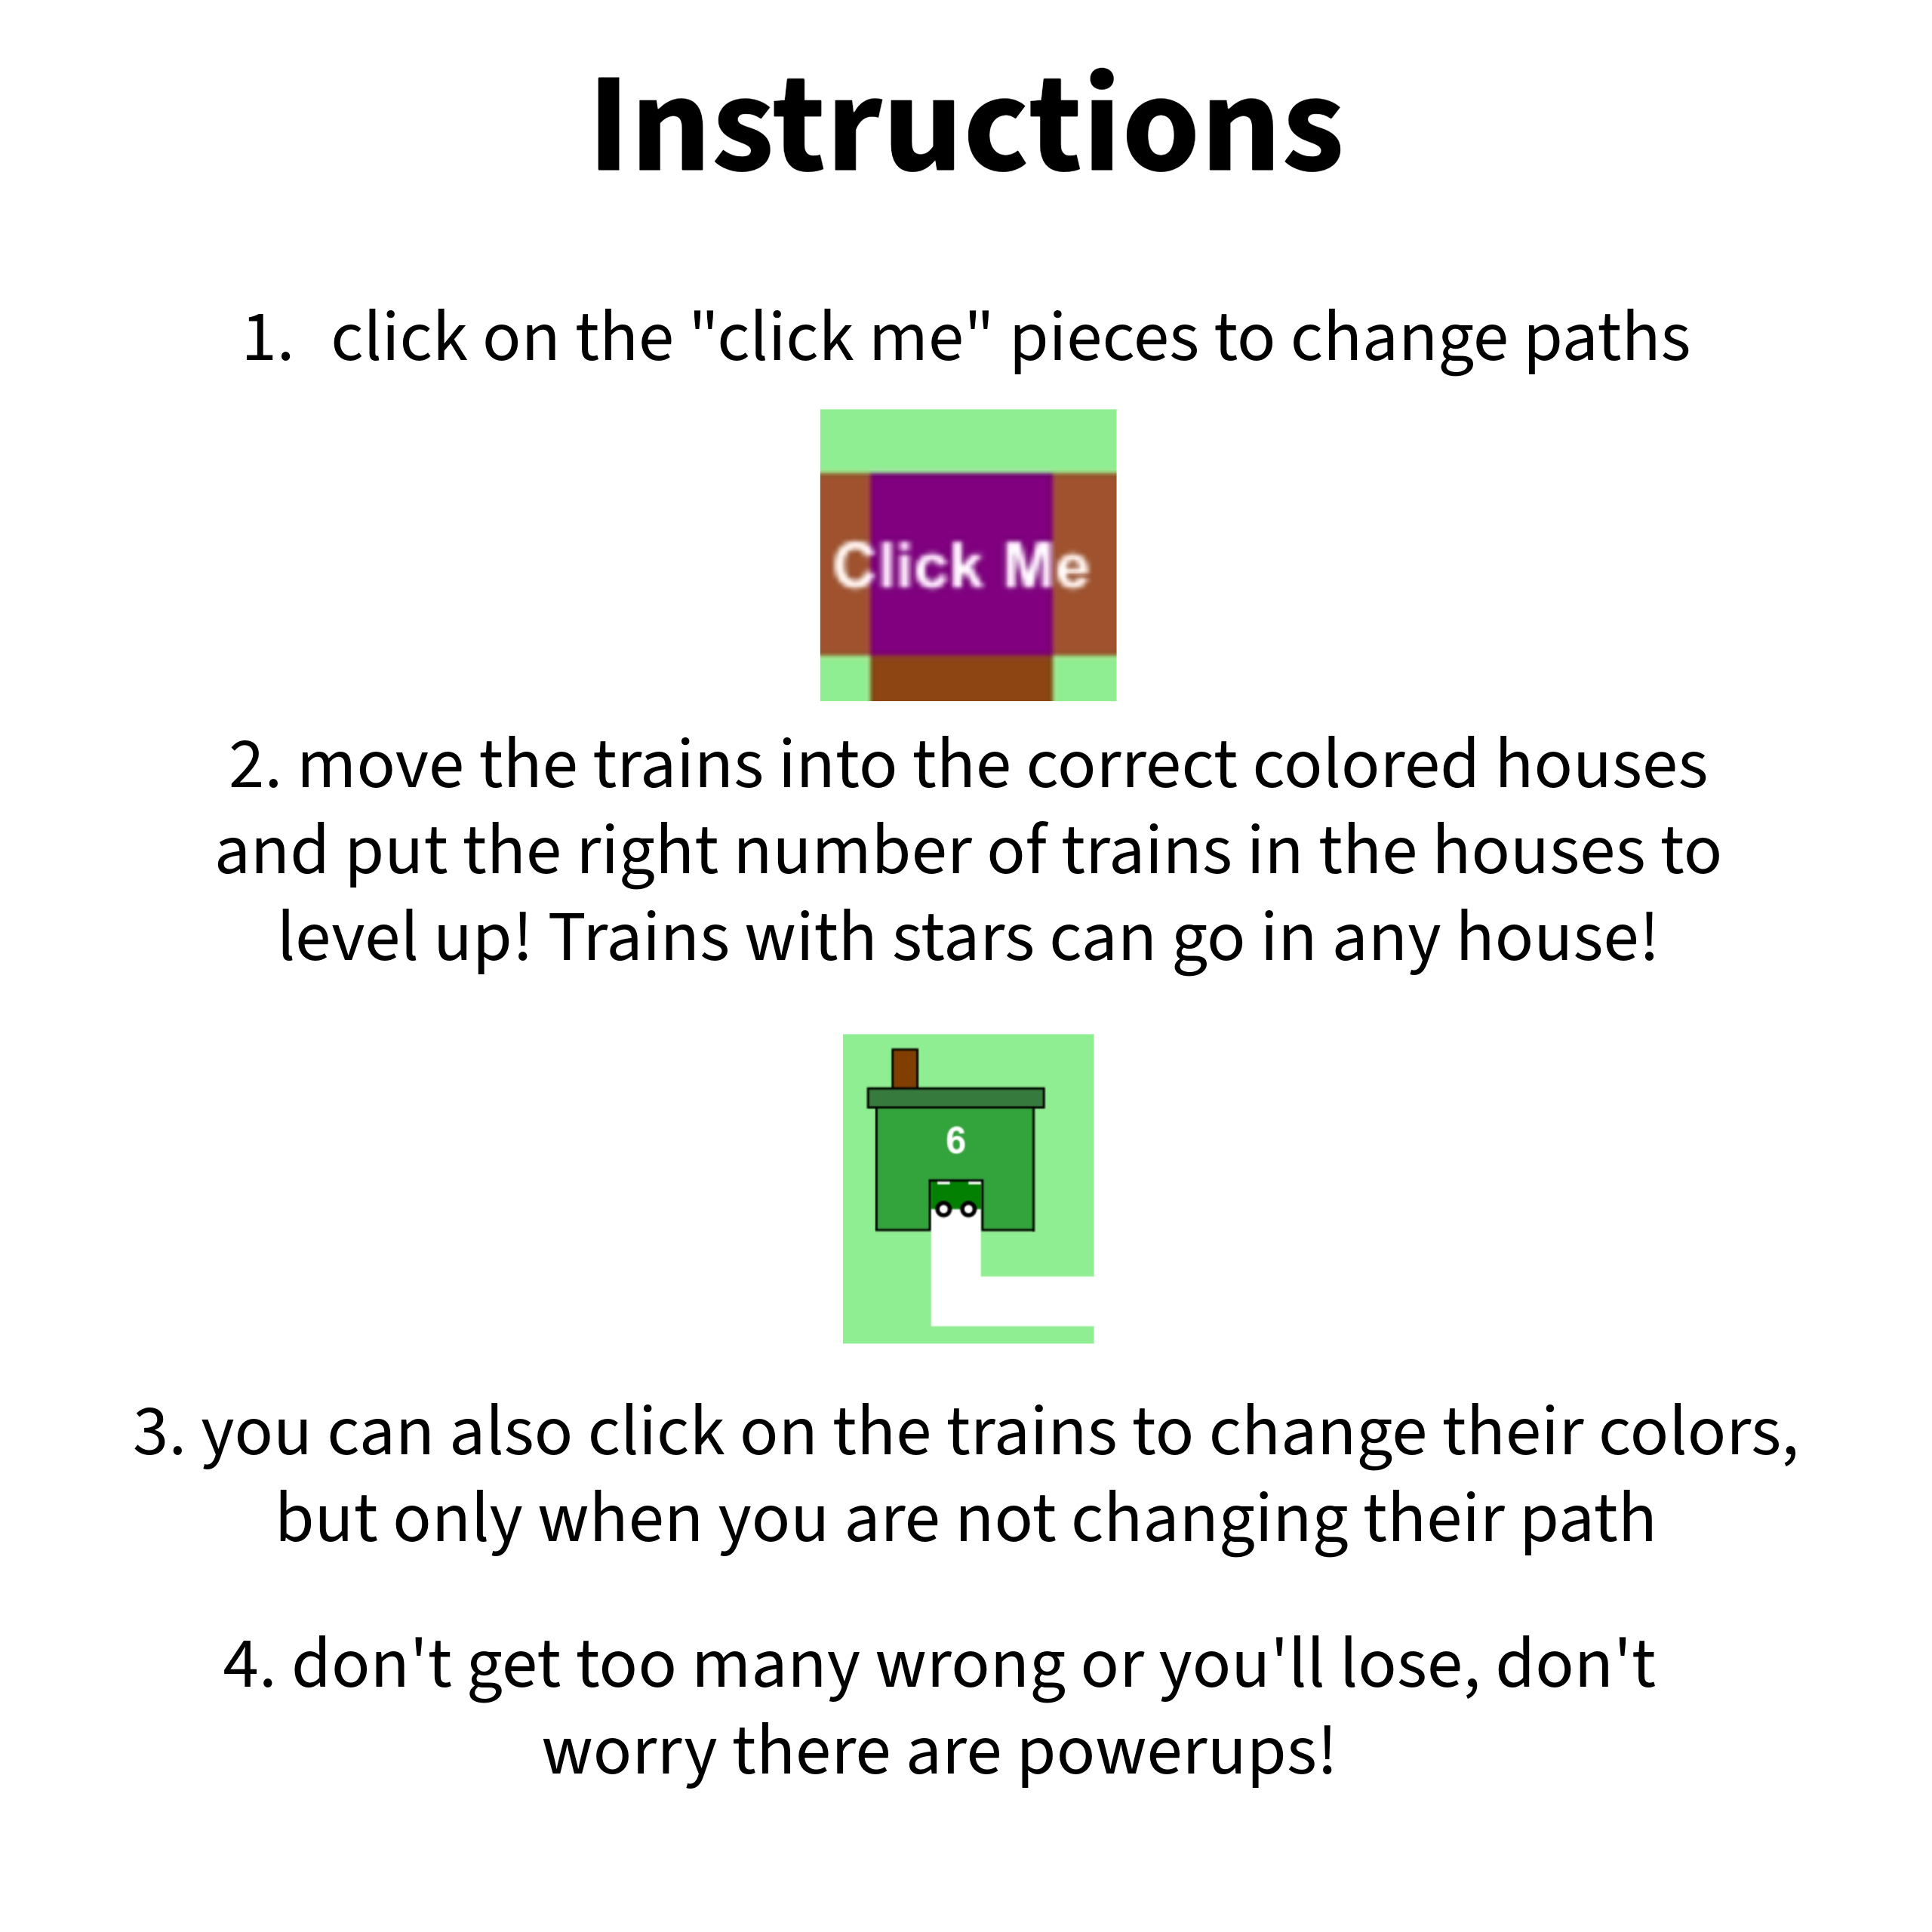 Instructions
1. click on the "click me" pieces to change paths
Click Me
2. move the trains into the correct colored houses
and put the right number of trains in the houses to
level up! Trains with stars can go in any house!
6
3. you can also click on the trains to change their colors,
but only when you are not changing their path
4. don't get too many wrong or you'll lose, don't
worry there are powerups!